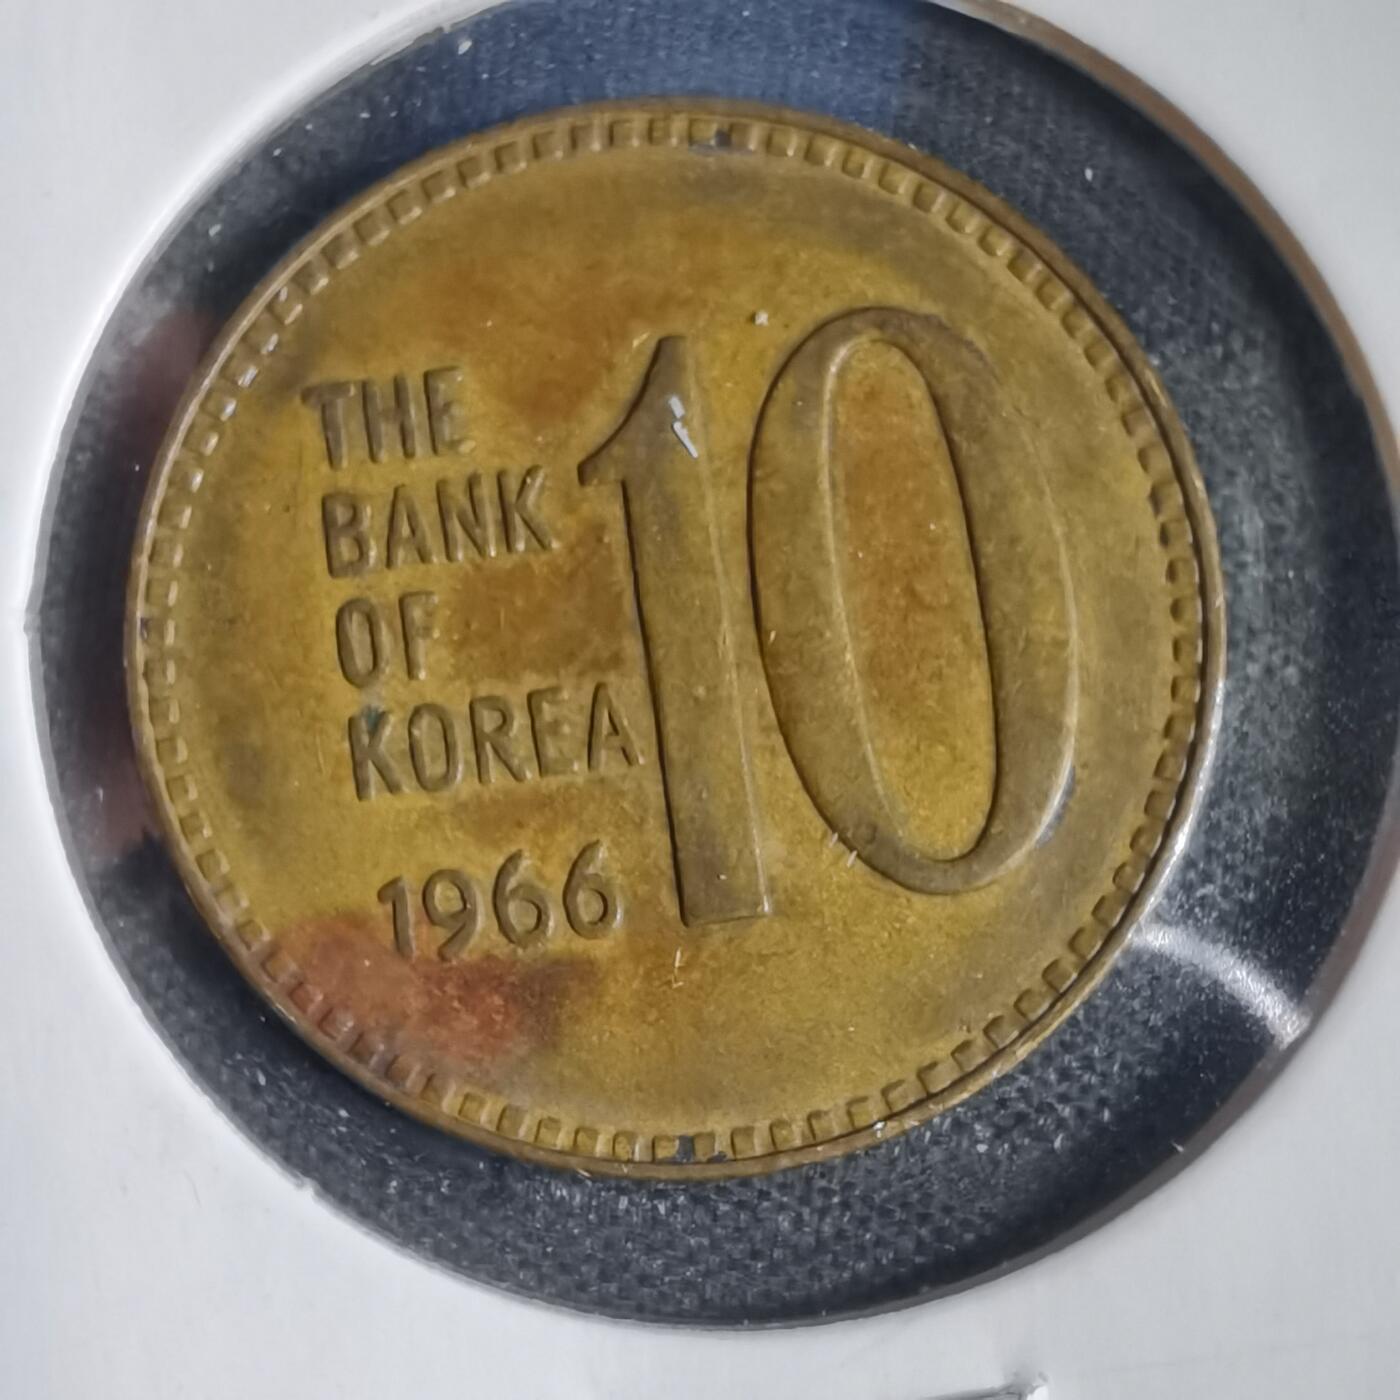 THE
BANK
OF
KOREA
1966
10